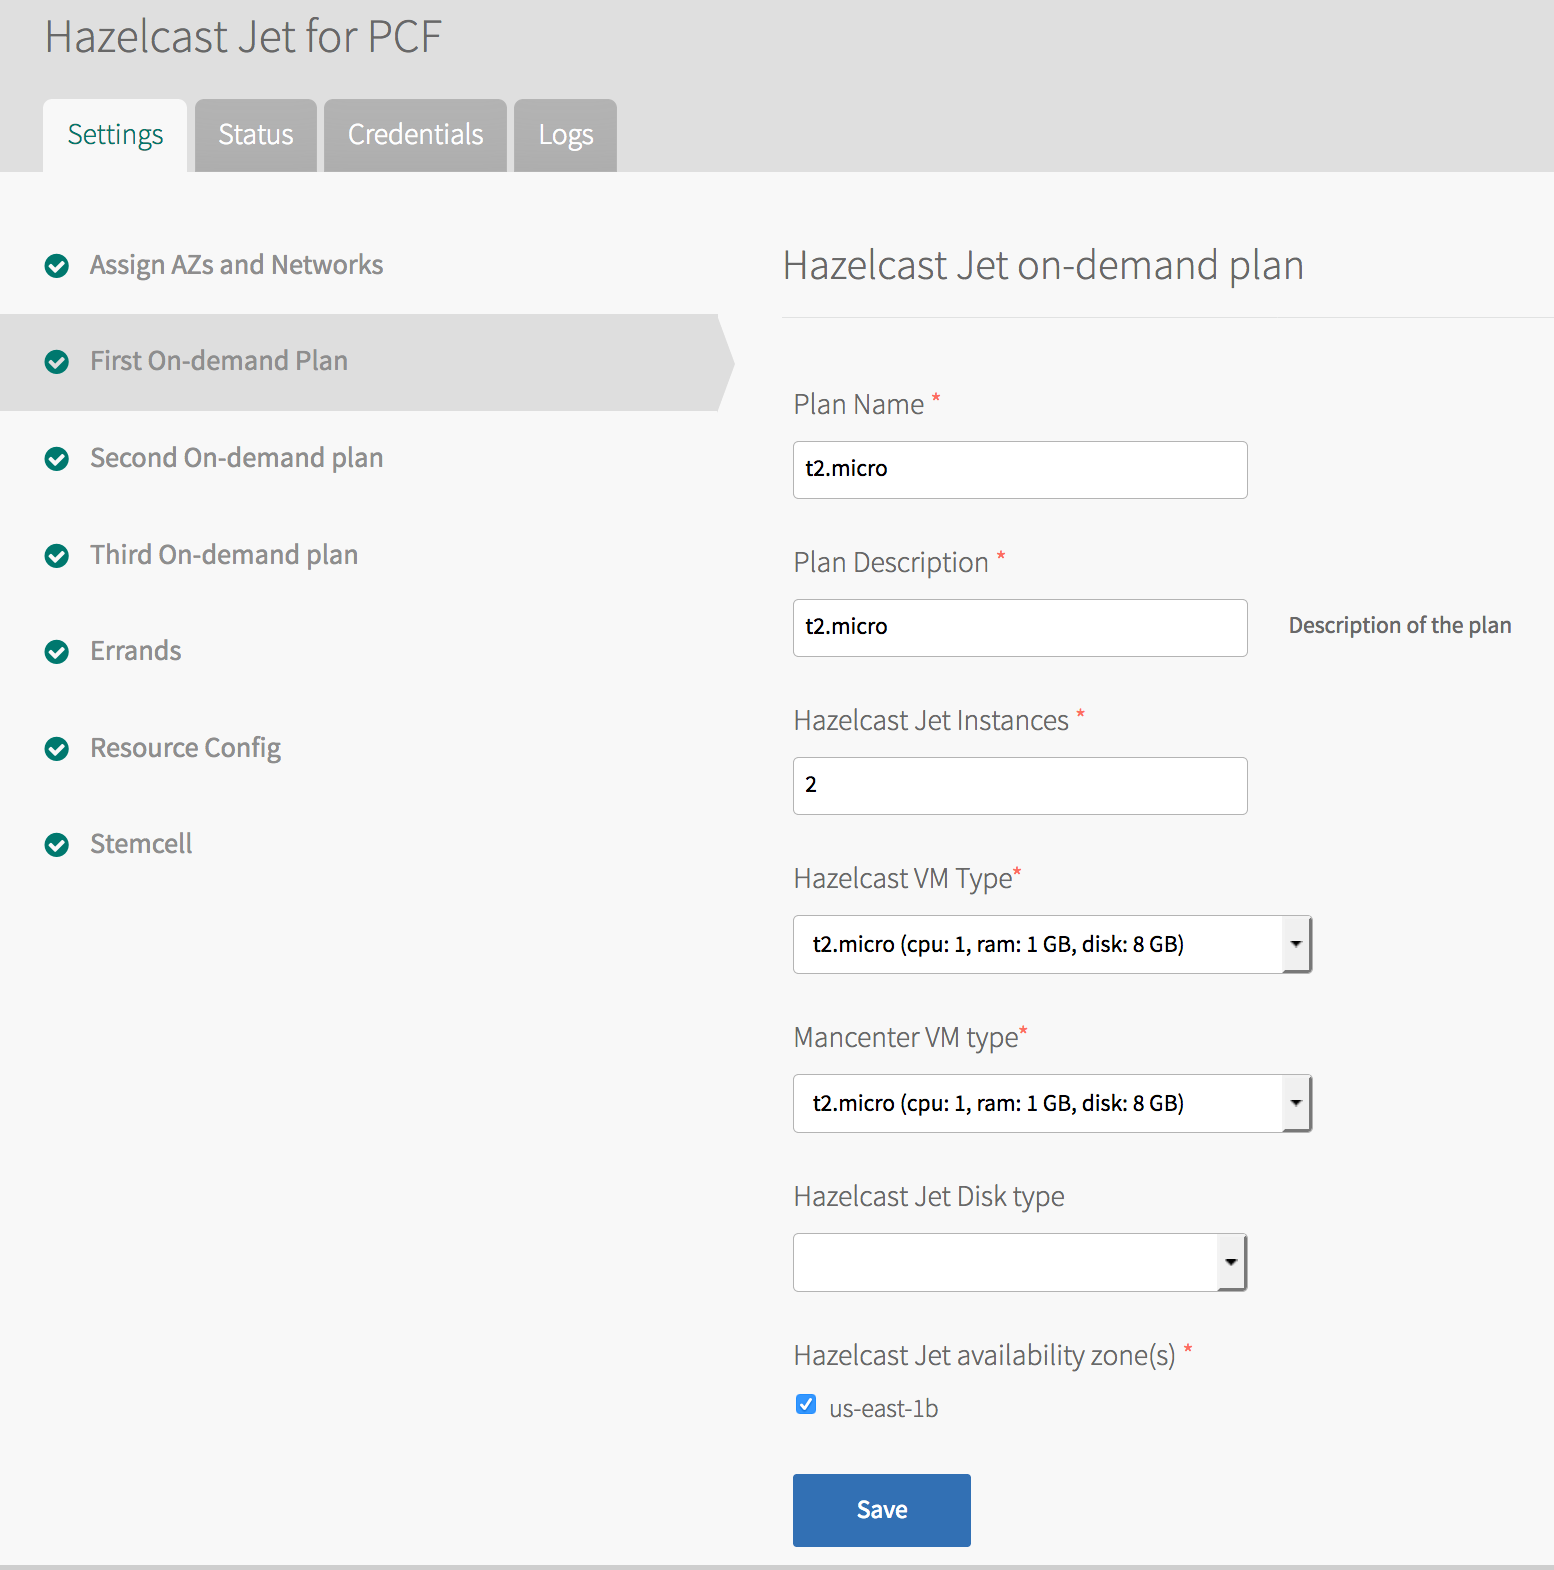 Hazelcast Jet for PCF
Settings
Status
Credentials
Logs
Assign AZs and Networks
First On-demand Plan
Second On-demand plan
Third On-demand plan
Errands
Resource Config
Stemcell
Hazelcast Jet on-demand plan
Plan Name *
t2.micro
Plan Description *
t2.micro
Description of the plan
Hazelcast Jet Instances *
2
Hazelcast VM Type*
t2.micro (cpu: 1, ram: 1 GB, disk: 8 GB)
Mancenter VM type*
t2.micro (cpu: 1, ram: 1 GB, disk: 8 GB)
Hazelcast Jet Disk type
Hazelcast Jet availability zone(s) *
us-east-1b
Save